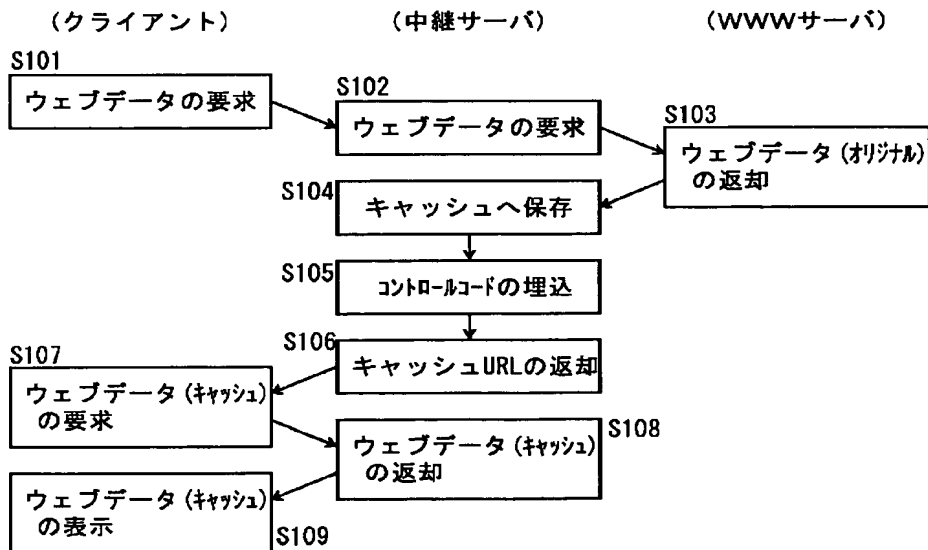 (クライアント)
(中継サーバ)
(WWWサーバ)
S101
ウェブデータの要求
S102
ウェブデータの要求
S103
ウェブデータ(オリジナル)
の返却
S104
キャッシュへ保存
S105
コントロールコードの埋込
S106
キャッシュURLの返却
S107
ウェブデータ(キャッシュ)
の要求
S108
ウェブデータ(キャッシュ)
の返却
ウェブデータ(キャッシュ)
の表示
S109